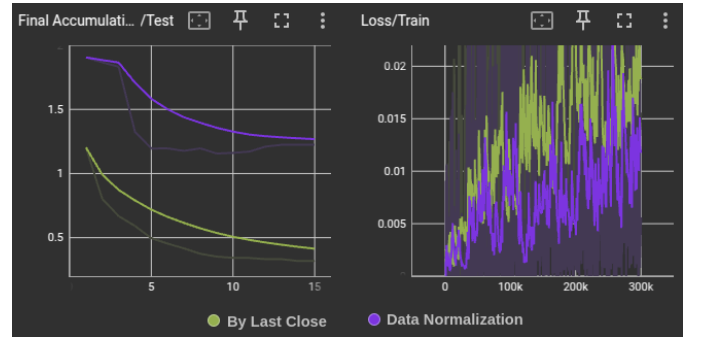 Final Accumulati... /Test
Loss/Train
1.5
1
0.5
5
10
15
0.02
0.015
0.01
0.005
0
100k
200k
300k
By Last Close
Data Normalization